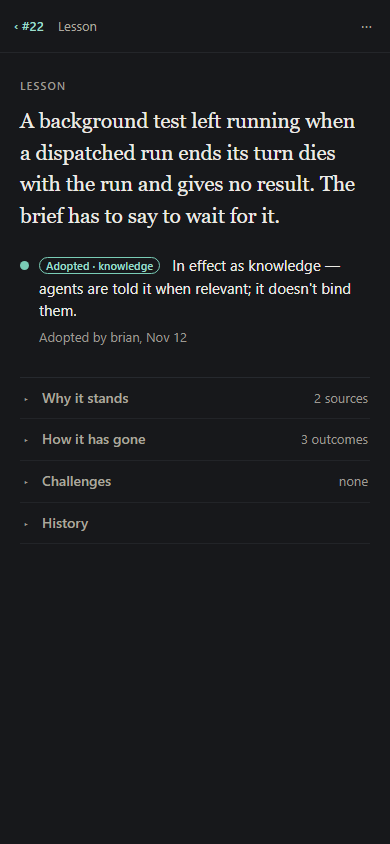 ‹ #22 Lesson ···
LESSON
A background test left running when
a dispatched run ends its turn dies
with the run and gives no result. The
brief has to say to wait for it.
Adopted · knowledge In effect as knowledge —
agents are told it when relevant; it doesn't bind
them.
Adopted by brian, Nov 12
▸ Why it stands 2 sources
▸ How it has gone 3 outcomes
▸ Challenges none
▸ History